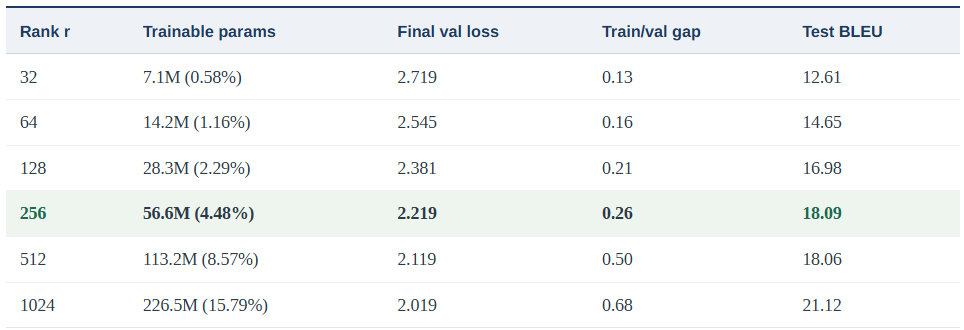 Rank r Trainable params Final val loss Train/val gap Test BLEU
32 7.1M (0.58%) 2.719 0.13 12.61
64 14.2M (1.16%) 2.545 0.16 14.65
128 28.3M (2.29%) 2.381 0.21 16.98
256 56.6M (4.48%) 2.219 0.26 18.09
512 113.2M (8.57%) 2.119 0.50 18.06
1024 226.5M (15.79%) 2.019 0.68 21.12